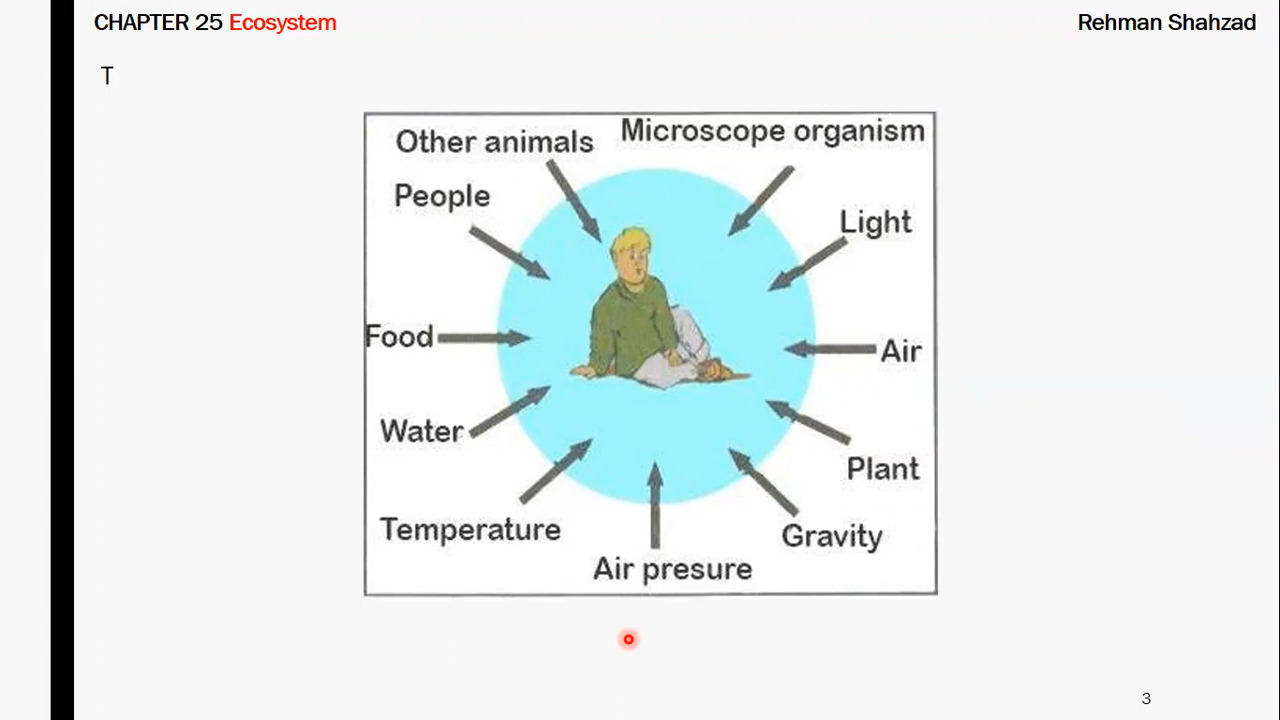 CHAPTER 25 Ecosystem
Rehman Shahzad
T
Other animals
Microscope organism
People
Light
Food
Air
Water
Plant
Temperature
Gravity
Air presure
3